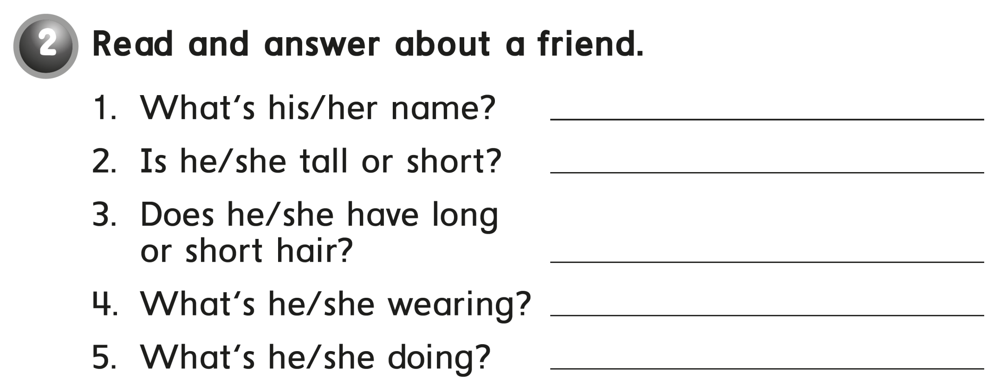 2 Read and answer about a friend.
1. What‘s his/her name?
2. Is he/she tall or short?
3. Does he/she have long
or short hair?
4. What‘s he/she wearing?
5. What‘s he/she doing?